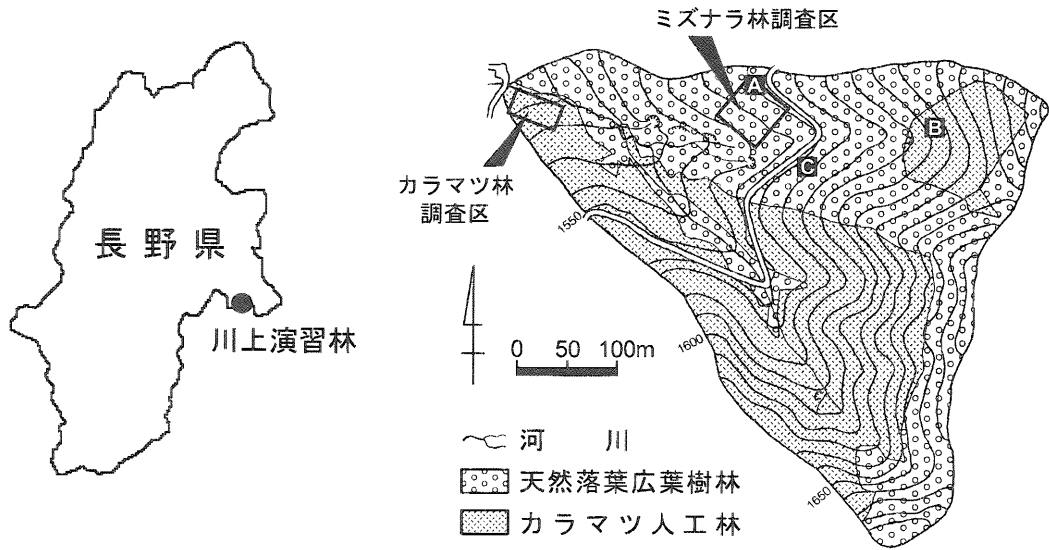 長野県
川上演習林
ミズナラ林調査区
カラマツ林
調査区
A
B
C
1550
1600
1650
0 50 100m
河川
天然落葉広葉樹林
カラマツ人工林